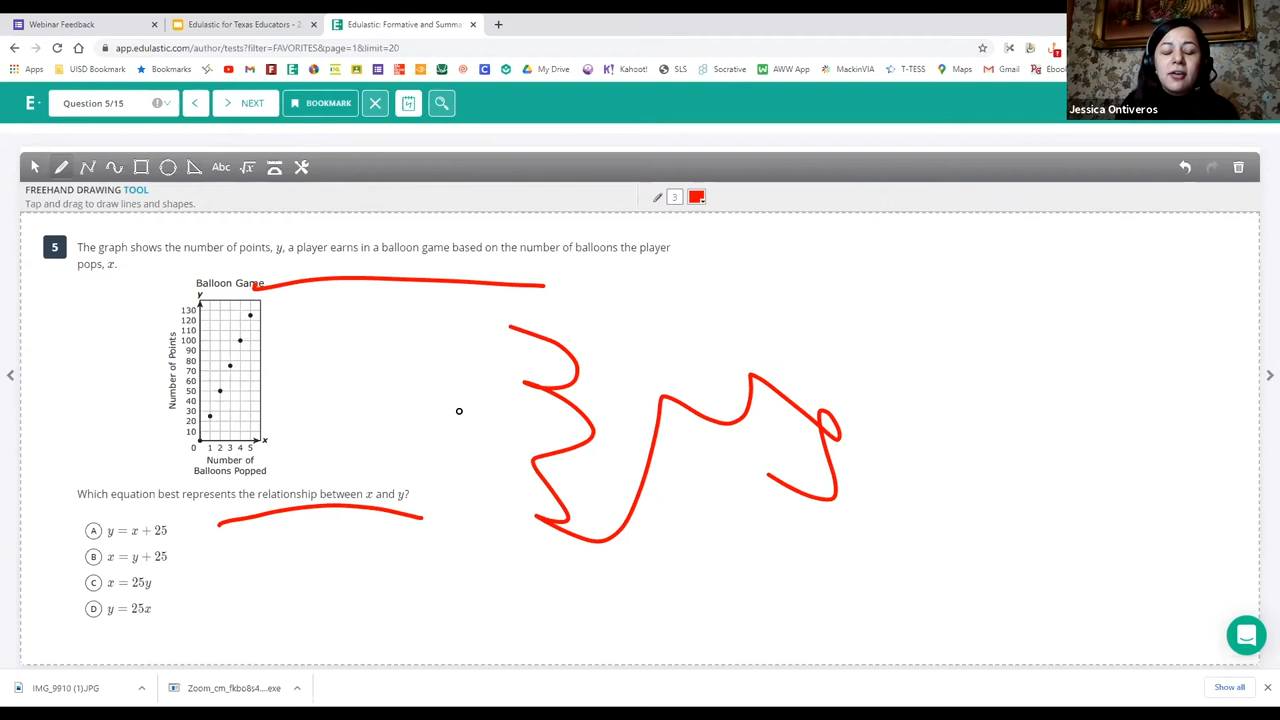 Webinar Feedback
Edulastic for Texas Educators - 2
Edulastic: Formative and Summa
app.edulastic.com/author/tests?filter=FAVORITES&page=1&limit=20
Apps
UISD Bookmark
Bookmarks
My Drive
Kahoot!
SLS
Socrative
AWW App
MackinVIA
T-TESS
Maps
Gmail
Eboo
Jessica Ontiveros
E
Question 5/15
NEXT
BOOKMARK
Abc
FREEHAND DRAWING TOOL
Tap and drag to draw lines and shapes.
3
5
The graph shows the number of points, y, a player earns in a balloon game based on the number of balloons the player
pops, x.
Balloon Game
y
130
120
110
100
90
80
70
60
50
40
30
20
10
0 1 2 3 4 5 x
Number of Points
Number of
Balloons Popped
Which equation best represents the relationship between x and y?
A y = x + 25
B x = y + 25
C x = 25y
D y = 25x
IMG_9910 (1).JPG
Zoom_cm_fkbo8s4....exe
Show all